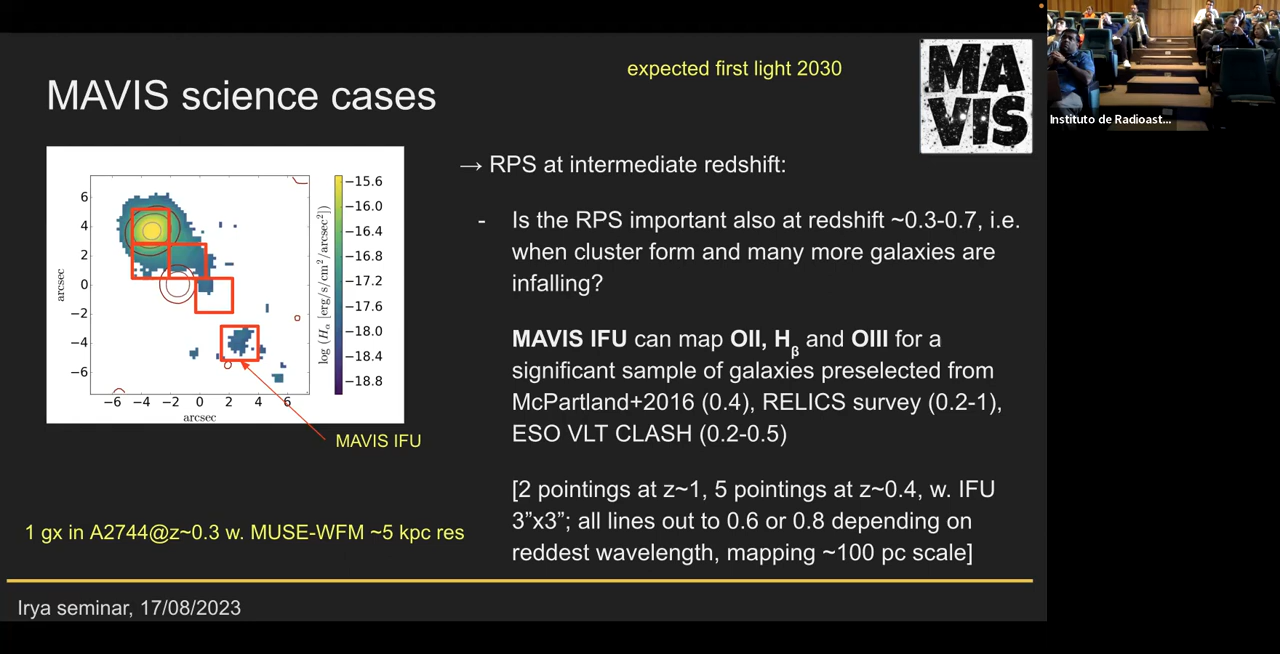 MAVIS science cases
expected first light 2030
MA
VIS
Instituto de Radioast...
→ RPS at intermediate redshift:
- Is the RPS important also at redshift ~0.3-0.7, i.e.
when cluster form and many more galaxies are
infalling?
MAVIS IFU can map OII, Hβ and OIII for a
significant sample of galaxies preselected from
McPartland+2016 (0.4), RELICS survey (0.2-1),
ESO VLT CLASH (0.2-0.5)
[2 pointings at z~1, 5 pointings at z~0.4, w. IFU
3”x3”; all lines out to 0.6 or 0.8 depending on
reddest wavelength, mapping ~100 pc scale]
6
4
2
0
−2
−4
−6
arcsec
−6 −4 −2 0 2 4 6
arcsec
−15.6
−16.0
−16.4
−16.8
−17.2
−17.6
−18.0
−18.4
−18.8
log (Hα [erg/s/cm²/arcsec²])
MAVIS IFU
1 gx in A2744@z~0.3 w. MUSE-WFM ~5 kpc res
Irya seminar, 17/08/2023